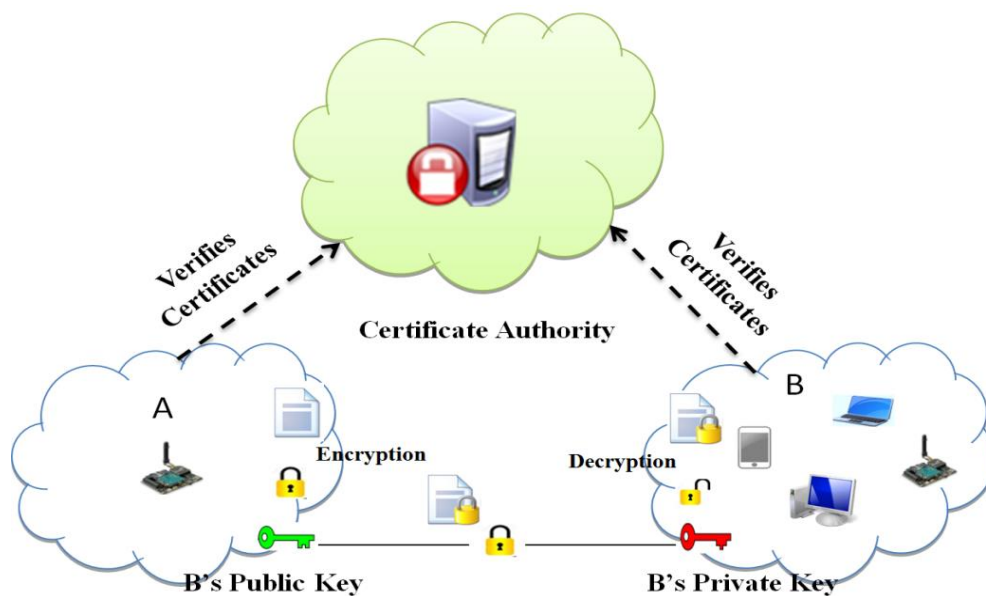 Verifies
Certificates
Verifies
Certificates
Certificate Authority
A
B
Encryption
Decryption
B's Public Key
B's Private Key